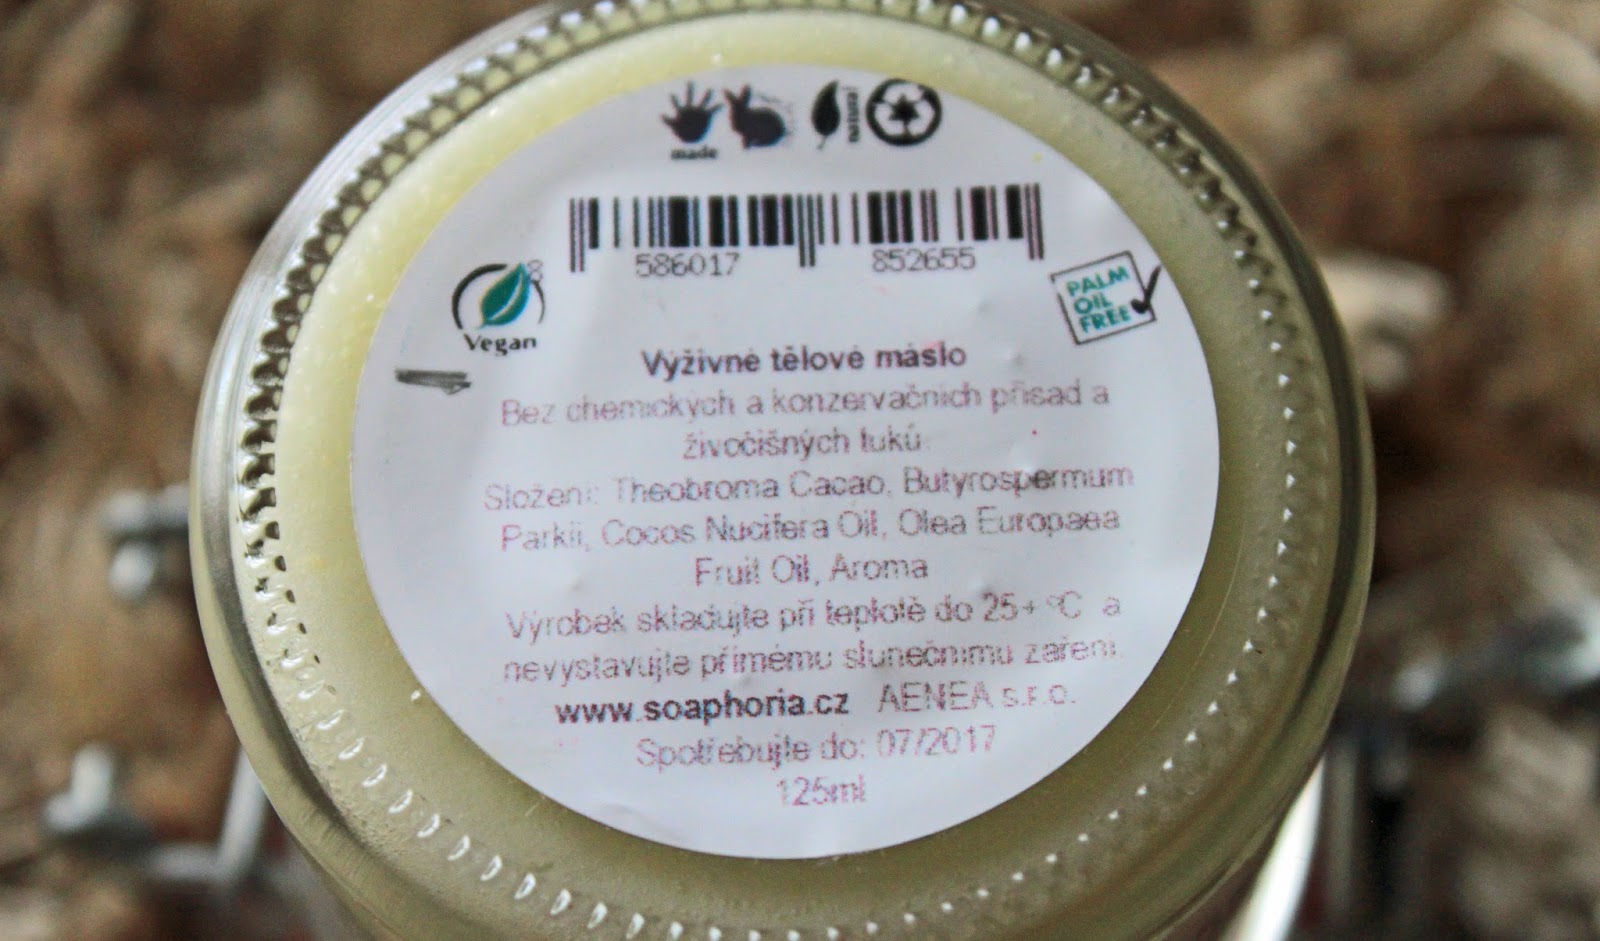 made
natural
8 586017 852655
Vegan
PALM
OIL
FREE
Výživné tělové máslo
Bez chemických a konzervačních přísad a
živočišných tuků
Složení: Theobroma Cacao, Butyrospermum
Parkii, Cocos Nucifera Oil, Olea Europaea
Fruit Oil, Aroma
Výrobek skladujte při teplotě do 25+ °C a
nevystavujte přímému slunečnímu záření.
www.soaphoria.cz AENEA s.r.o.
Spotřebujte do: 07/2017
125ml